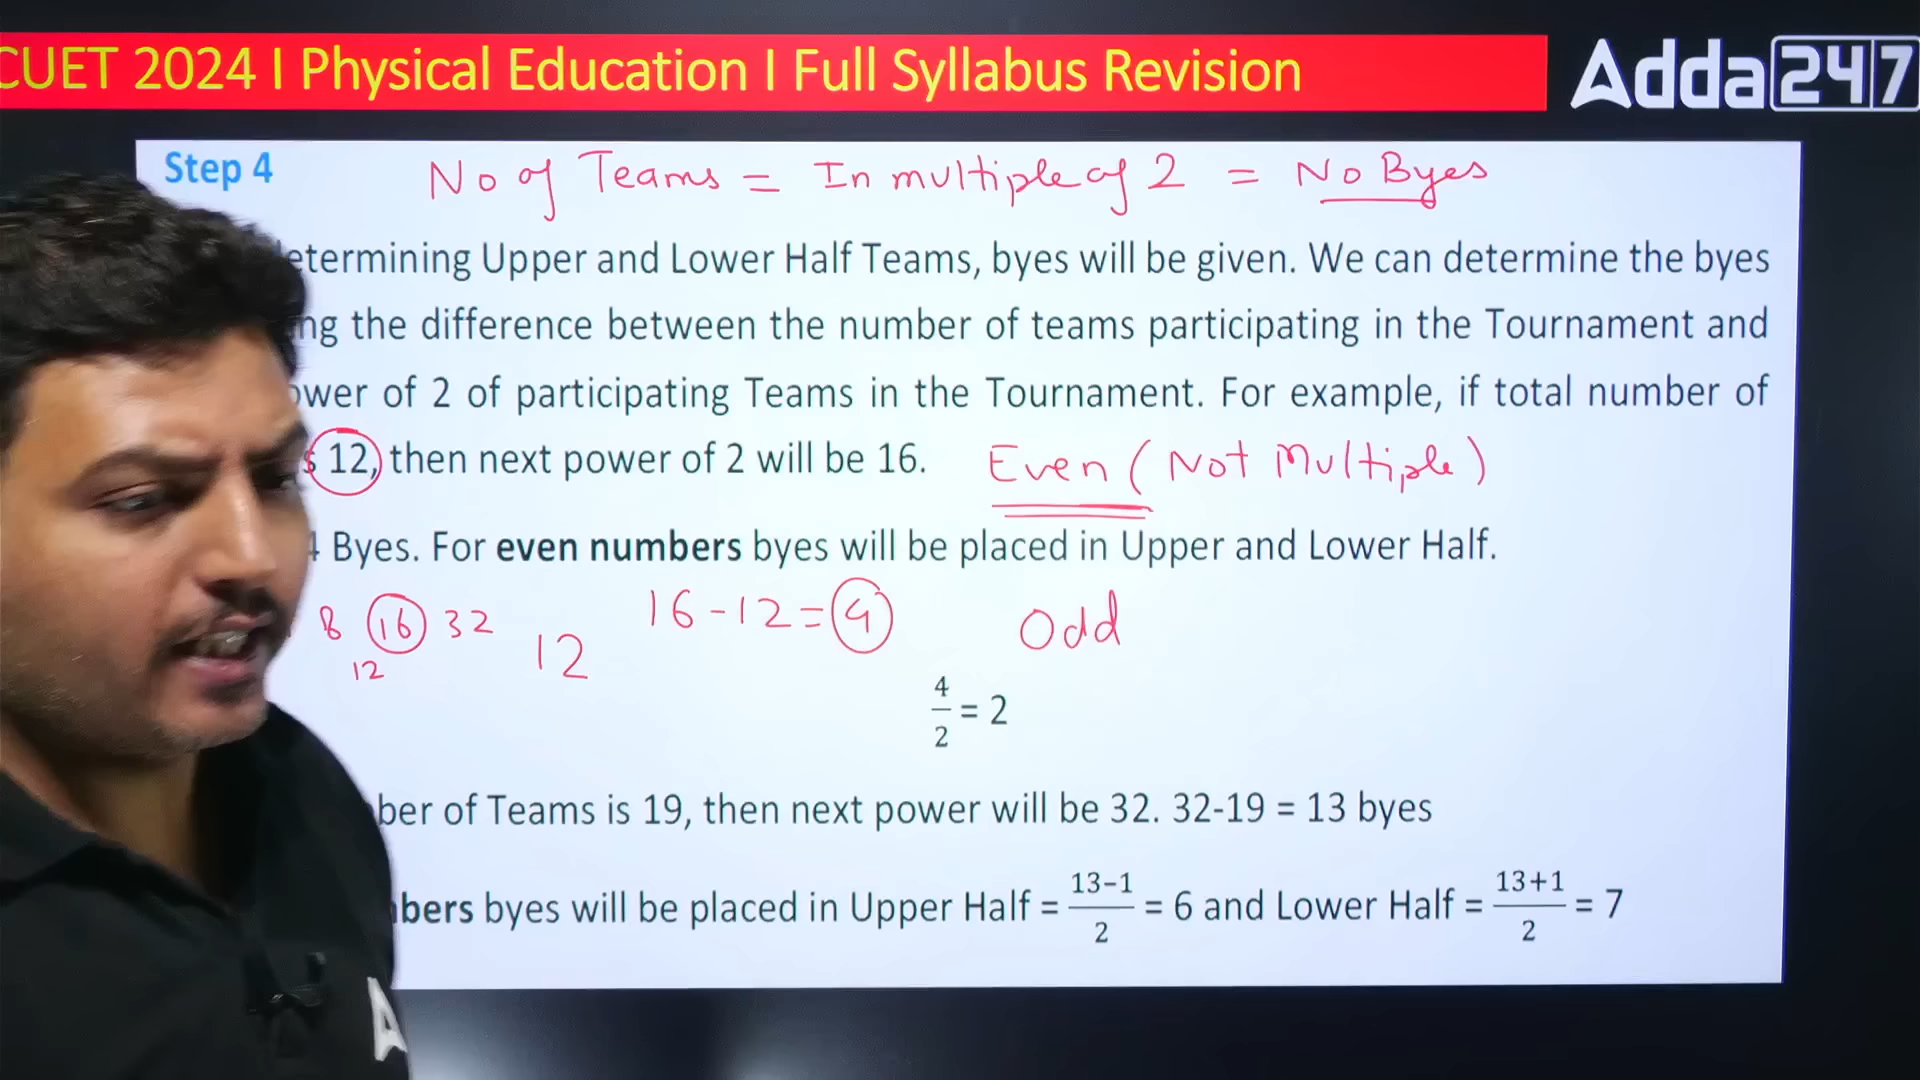 CUET 2024 I Physical Education I Full Syllabus Revision
Adda247
Step 4
No of Teams = In multiple of 2 = No Byes
etermining Upper and Lower Half Teams, byes will be given. We can determine the byes
ng the difference between the number of teams participating in the Tournament and
ower of 2 of participating Teams in the Tournament. For example, if total number of
s 12, then next power of 2 will be 16. Even (Not Multiple)
4 Byes. For even numbers byes will be placed in Upper and Lower Half.
8 16 32 12 16-12=4 Odd
12
4/2 = 2
ber of Teams is 19, then next power will be 32. 32-19 = 13 byes
bers byes will be placed in Upper Half = 13-1/2 = 6 and Lower Half = 13+1/2 = 7